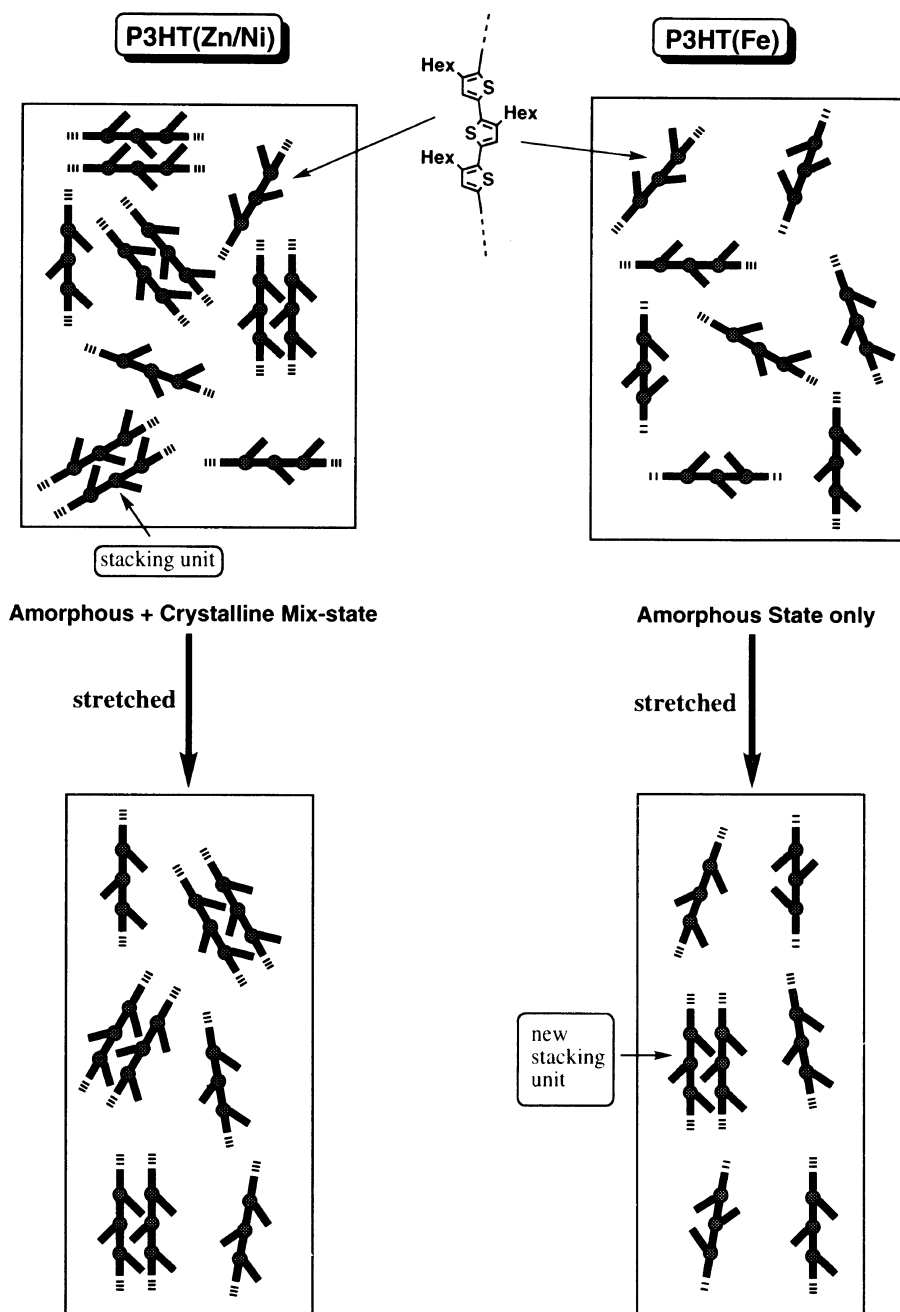 P3HT(Zn/Ni)
P3HT(Fe)
Hex
S
Hex
S
Hex
S
stacking unit
Amorphous + Crystalline Mix-state
Amorphous State only
stretched
stretched
new
stacking
unit